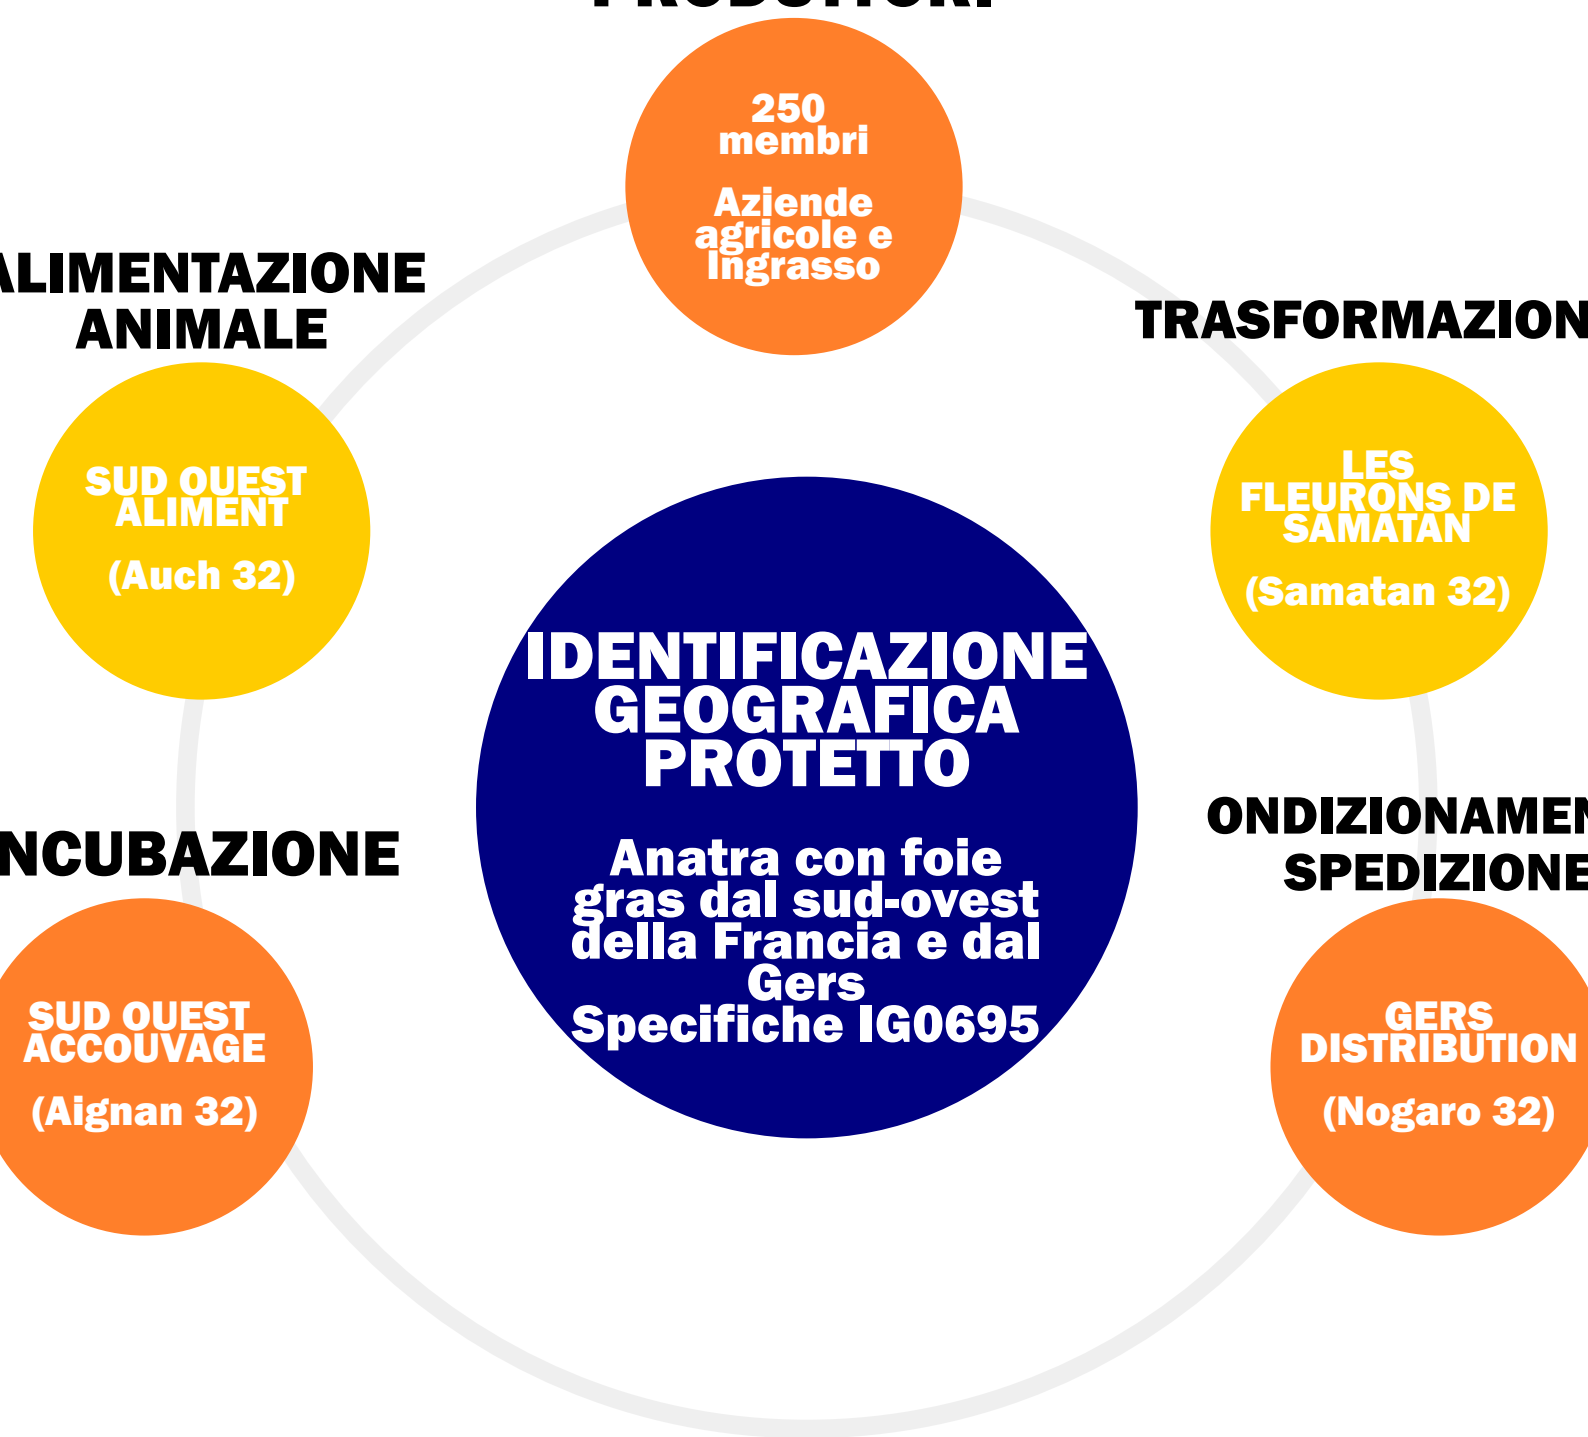 PRODUTTORI
250
membri
Aziende
agricole e
Ingrasso
ALIMENTAZIONE
ANIMALE
SUD OUEST
ALIMENT
(Auch 32)
TRASFORMAZION
LES
FLEURONS DE
SAMATAN
(Samatan 32)
IDENTIFICAZIONE
GEOGRAFICA
PROTETTO
Anatra con foie
gras dal sud-ovest
della Francia e dal
Gers
Specifiche IG0695
NCUBAZIONE
SUD OUEST
ACCOUVAGE
(Aignan 32)
ONDIZIONAMEN
SPEDIZIONE
GERS
DISTRIBUTION
(Nogaro 32)